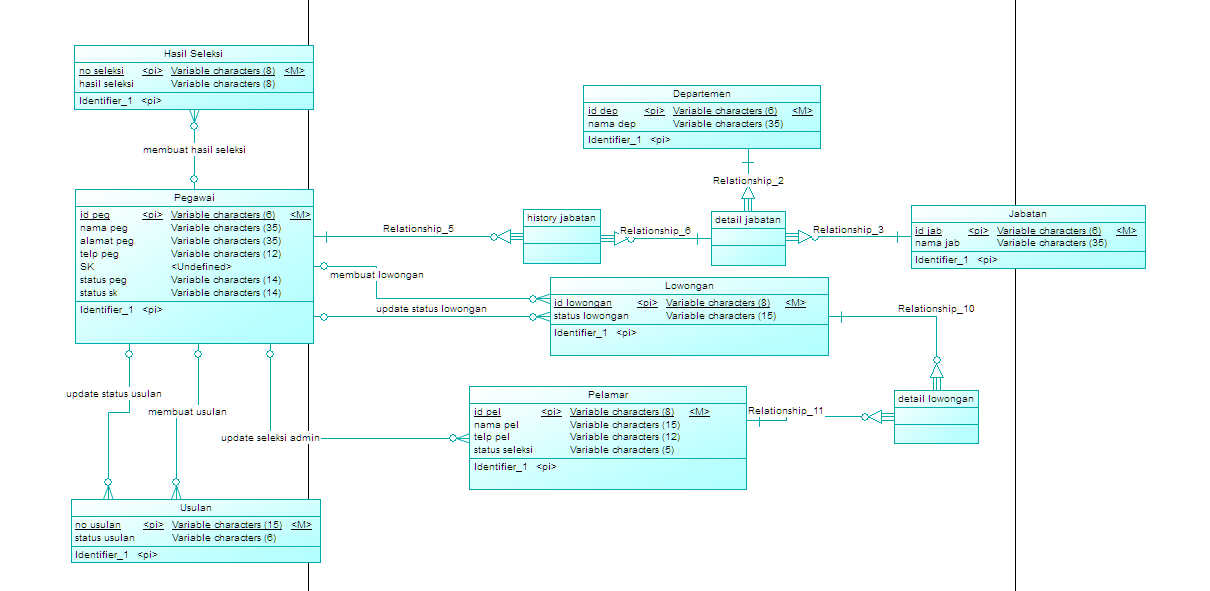 Hasil Seleksi
no seleksi <pi> Variable characters (8) <M>
hasil seleksi Variable characters (8)
Identifier_1 <pi>
membuat hasil seleksi
Departemen
id dep <pi> Variable characters (6) <M>
nama dep Variable characters (35)
Identifier_1 <pi>
Relationship_2
Pegawai
id peg <pi> Variable characters (6) <M>
nama peg Variable characters (35)
alamat peg Variable characters (35)
telp peg Variable characters (12)
SK <Undefined>
status peg Variable characters (14)
status sk Variable characters (14)
Identifier_1 <pi>
Relationship_5
history jabatan
Relationship_6
detail jabatan
Relationship_3
Jabatan
id jab <pi> Variable characters (6) <M>
nama jab Variable characters (35)
Identifier_1 <pi>
membuat lowongan
update status lowongan
Lowongan
id lowongan <pi> Variable characters (8) <M>
status lowongan Variable characters (15)
Identifier_1 <pi>
Relationship_10
detail lowongan
Relationship_11
Pelamar
id pel <pi> Variable characters (8) <M>
nama pel Variable characters (15)
telp pel Variable characters (12)
status seleksi Variable characters (5)
Identifier_1 <pi>
update status usulan
membuat usulan
update seleksi admin
Usulan
no usulan <pi> Variable characters (15) <M>
status usulan Variable characters (6)
Identifier_1 <pi>